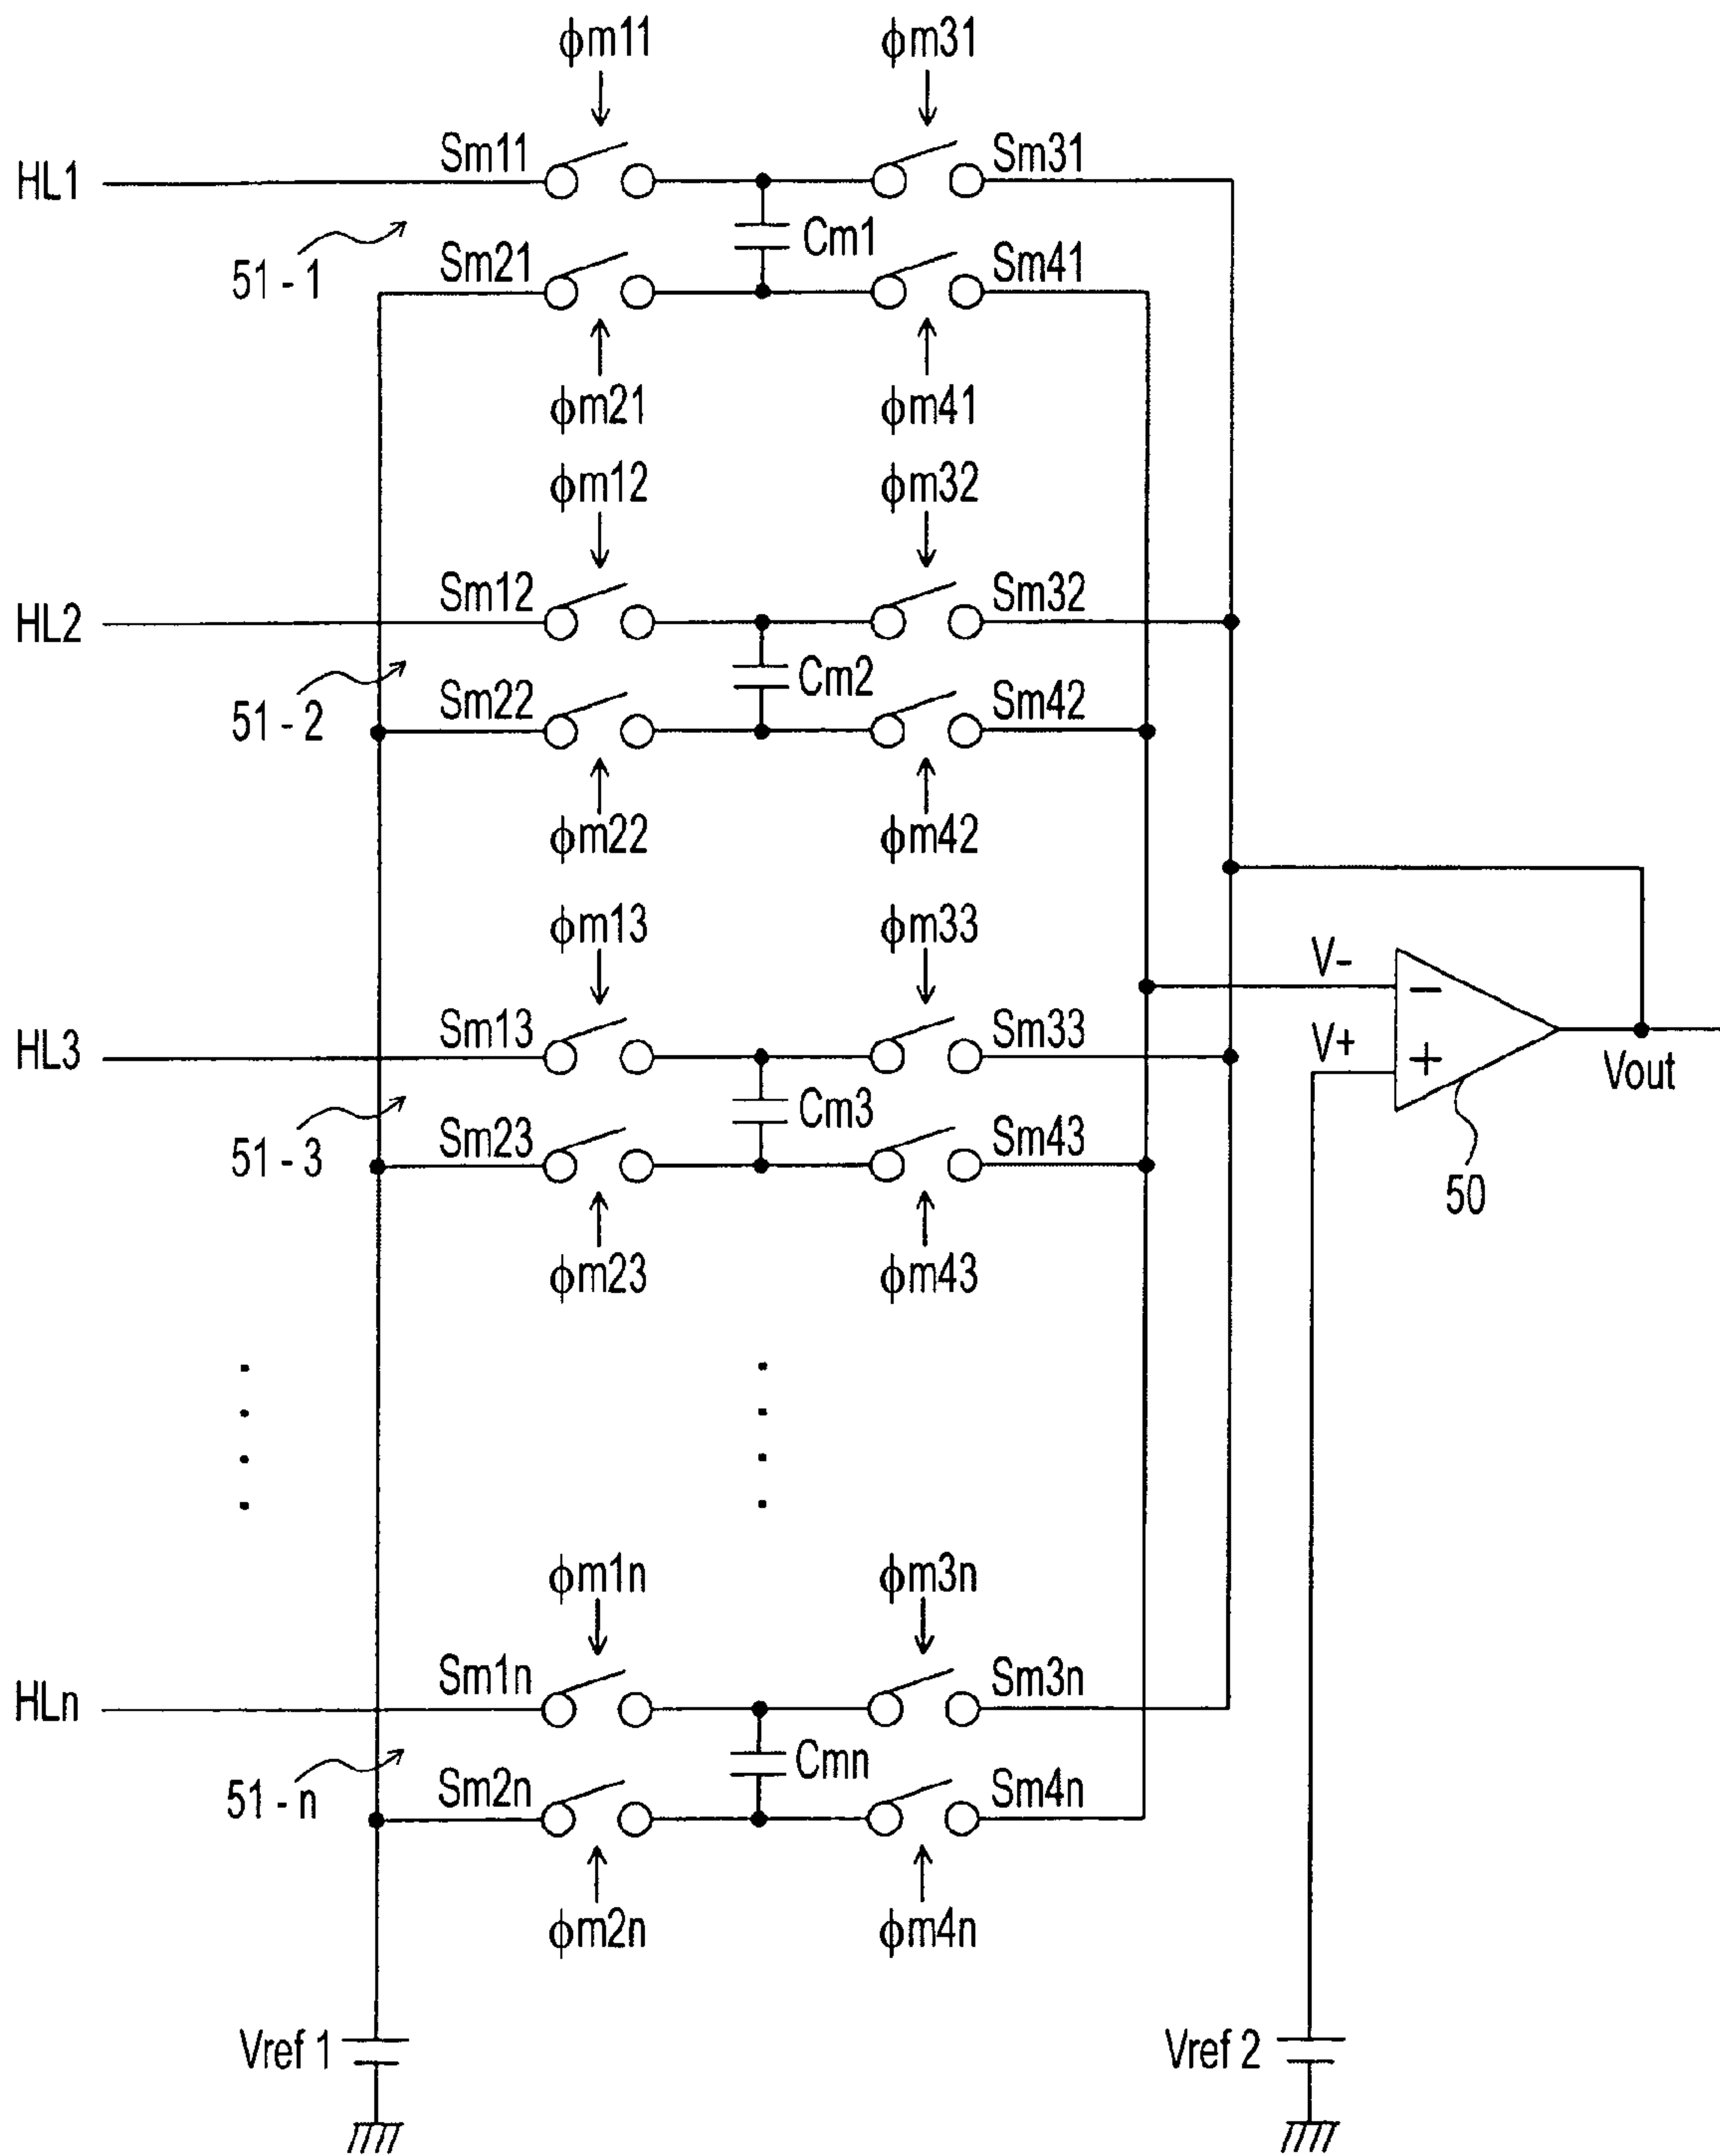 ϕm11 ϕm31
HL1 Sm11 Sm31
51-1 Cm1
Sm21 Sm41
ϕm21 ϕm41
ϕm12 ϕm32
HL2 Sm12 Sm32
51-2 Cm2
Sm22 Sm42
ϕm22 ϕm42
ϕm13 ϕm33
HL3 Sm13 Sm33
V-
−
V+
+
Vout
51-3 Cm3
Sm23 Sm43
50
ϕm23 ϕm43
ϕm1n ϕm3n
HLn Sm1n Sm3n
51-n Cmn
Sm2n Sm4n
ϕm2n ϕm4n
Vref 1 Vref 2